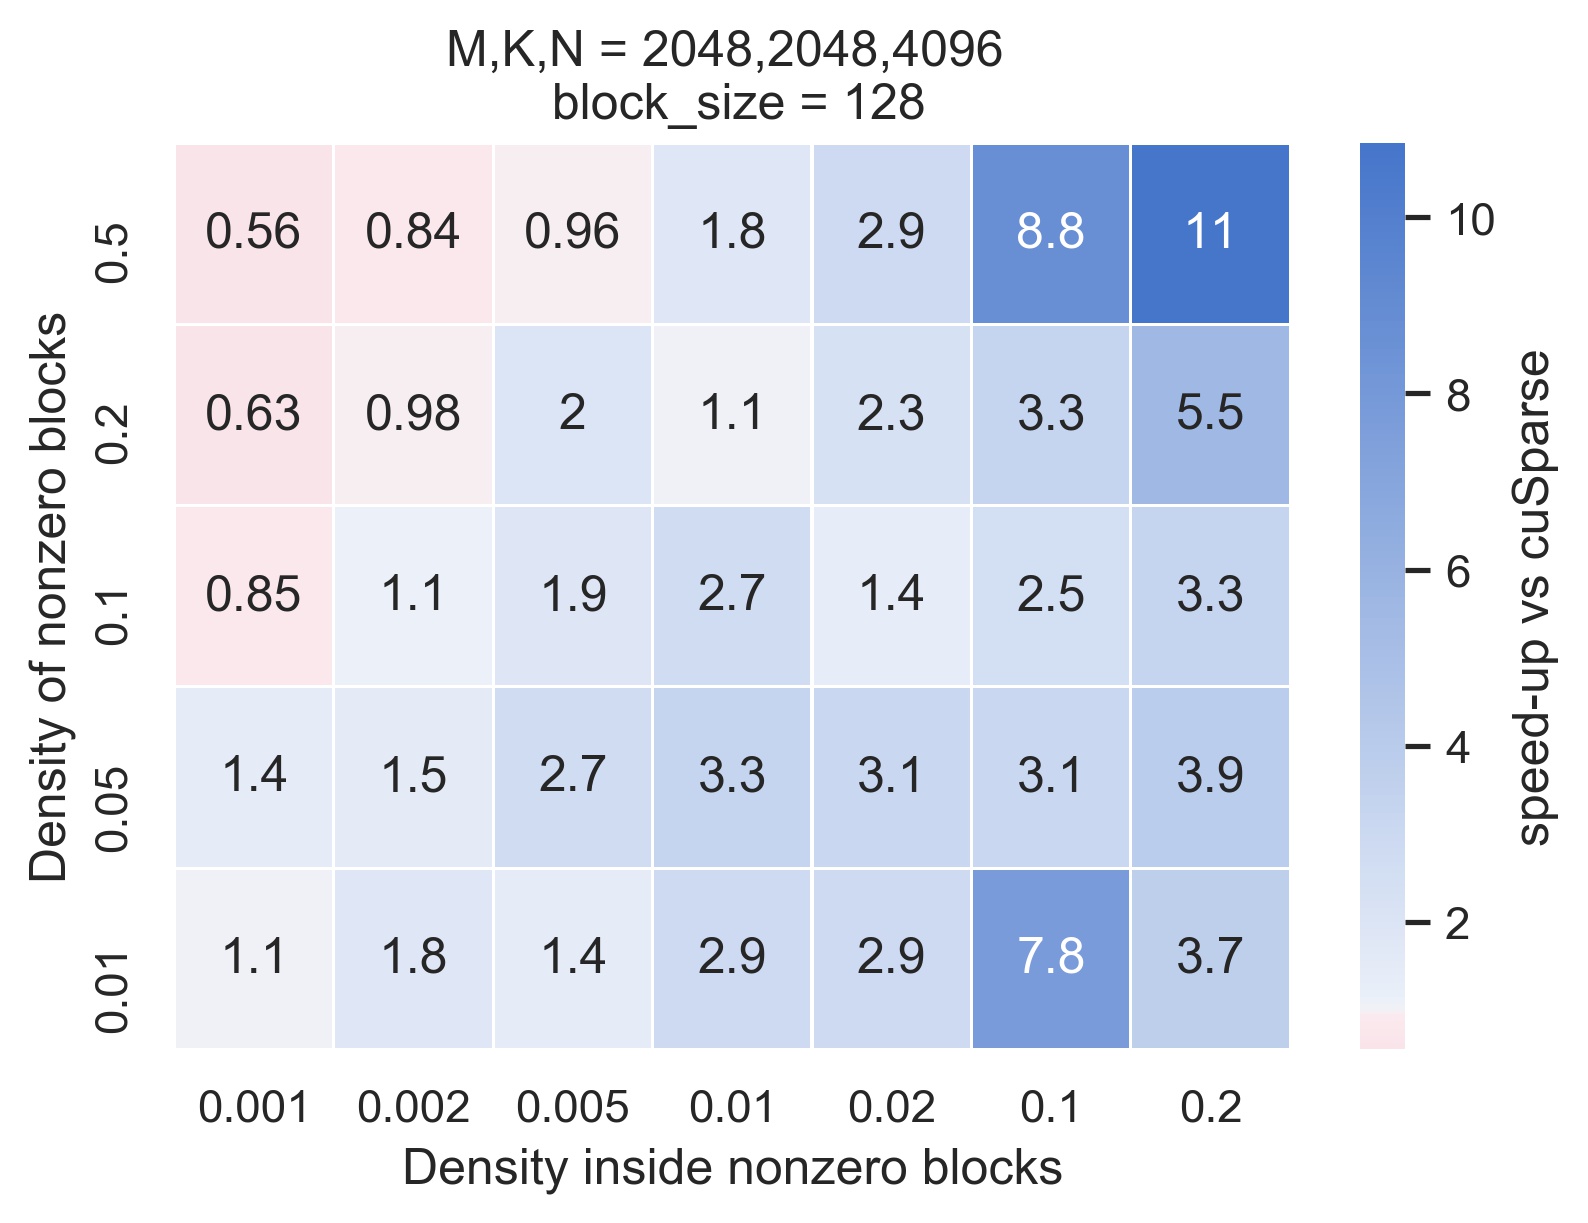 M,K,N = 2048,2048,4096
block_size = 128
Density of nonzero blocks
0.5
0.56 0.84 0.96 1.8 2.9 8.8 11
0.2
0.63 0.98 2 1.1 2.3 3.3 5.5
0.1
0.85 1.1 1.9 2.7 1.4 2.5 3.3
0.05
1.4 1.5 2.7 3.3 3.1 3.1 3.9
0.01
1.1 1.8 1.4 2.9 2.9 7.8 3.7
0.001 0.002 0.005 0.01 0.02 0.1 0.2
Density inside nonzero blocks
10
8
6
4
2
speed-up vs cuSparse